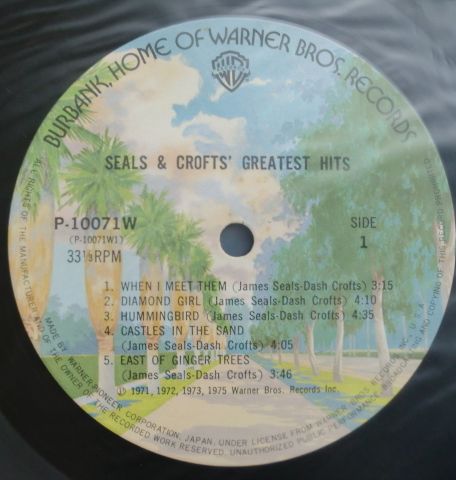 BURBANK, HOME OF WARNER BROS. RECORDS
SEALS & CROFTS' GREATEST HITS
P-10071W
(P-10071W1)
33⅓RPM
SIDE
1
1. WHEN I MEET THEM (James Seals-Dash Crofts) 3:15
2. DIAMOND GIRL (James Seals-Dash Crofts) 4:10
3. HUMMINGBIRD (James Seals-Dash Crofts) 4:35
4. CASTLES IN THE SAND
(James Seals-Dash Crofts) 4:05
5. EAST OF GINGER TREES
(James Seals-Dash Crofts) 3:46
Ⓟ 1971, 1972, 1973, 1975 Warner Bros. Records Inc.
MADE BY WARNER-PIONEER CORPORATION, JAPAN, UNDER LICENSE FROM WARNER BROS. RECORDS INC., U.S.A.
ALL RIGHTS OF THE MANUFACTURER AND OF THE OWNER OF THE RECORDED WORK RESERVED. UNAUTHORIZED PUBLIC PERFORMANCE, BROADCASTING AND COPYING OF THIS RECORD PROHIBITED